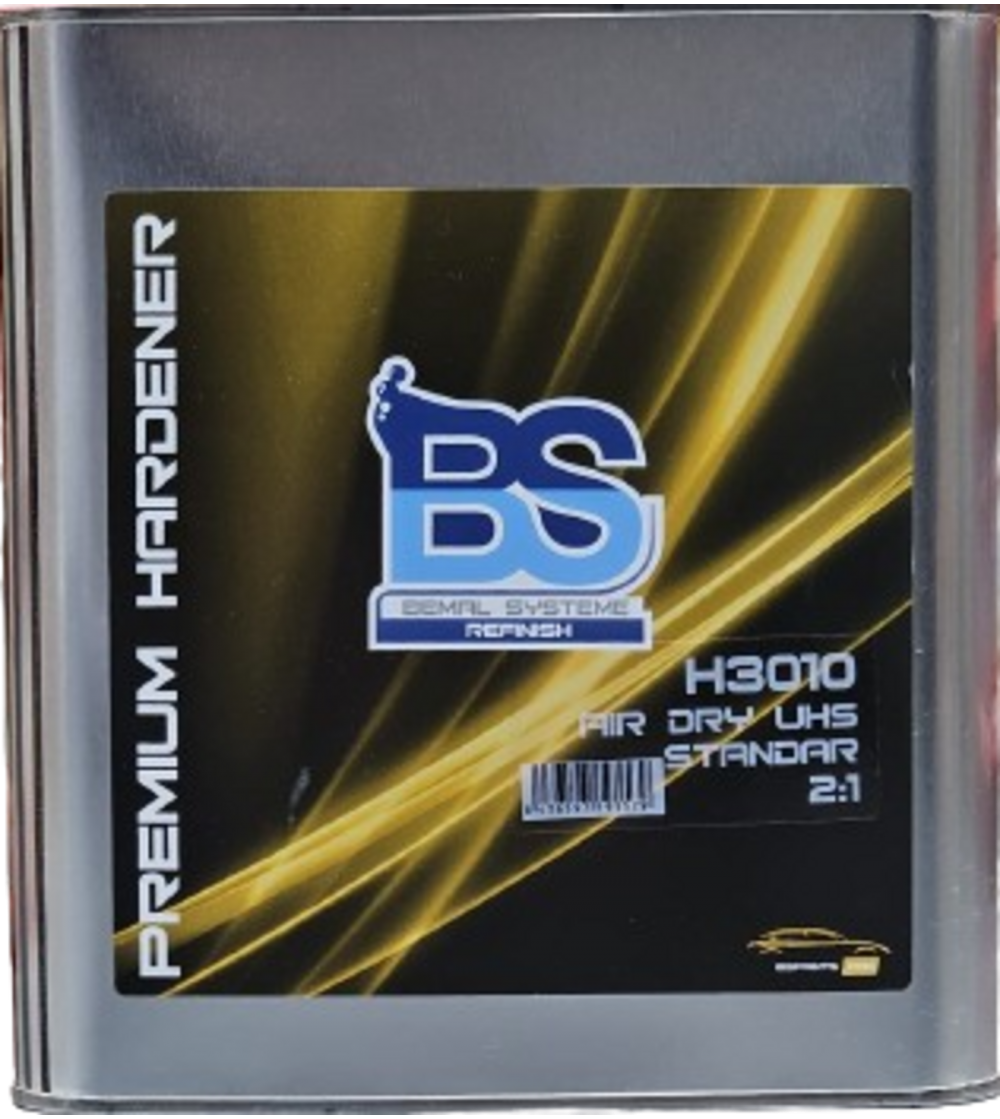 PREMIUM HARDENER
BS
BEMAL SYSTEME
REFINISH
H3010
AIR DRY UHS
STANDAR
2:1